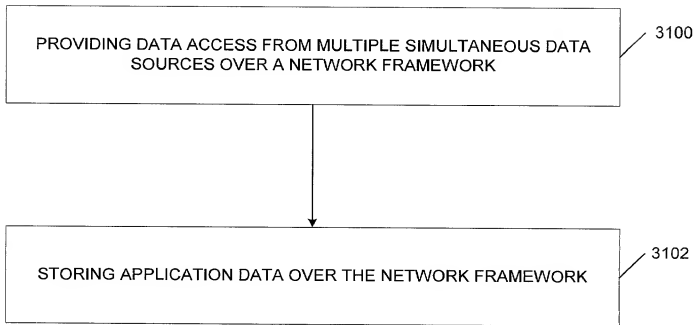 PROVIDING DATA ACCESS FROM MULTIPLE SIMULTANEOUS DATA
SOURCES OVER A NETWORK FRAMEWORK
3100
STORING APPLICATION DATA OVER THE NETWORK FRAMEWORK
3102